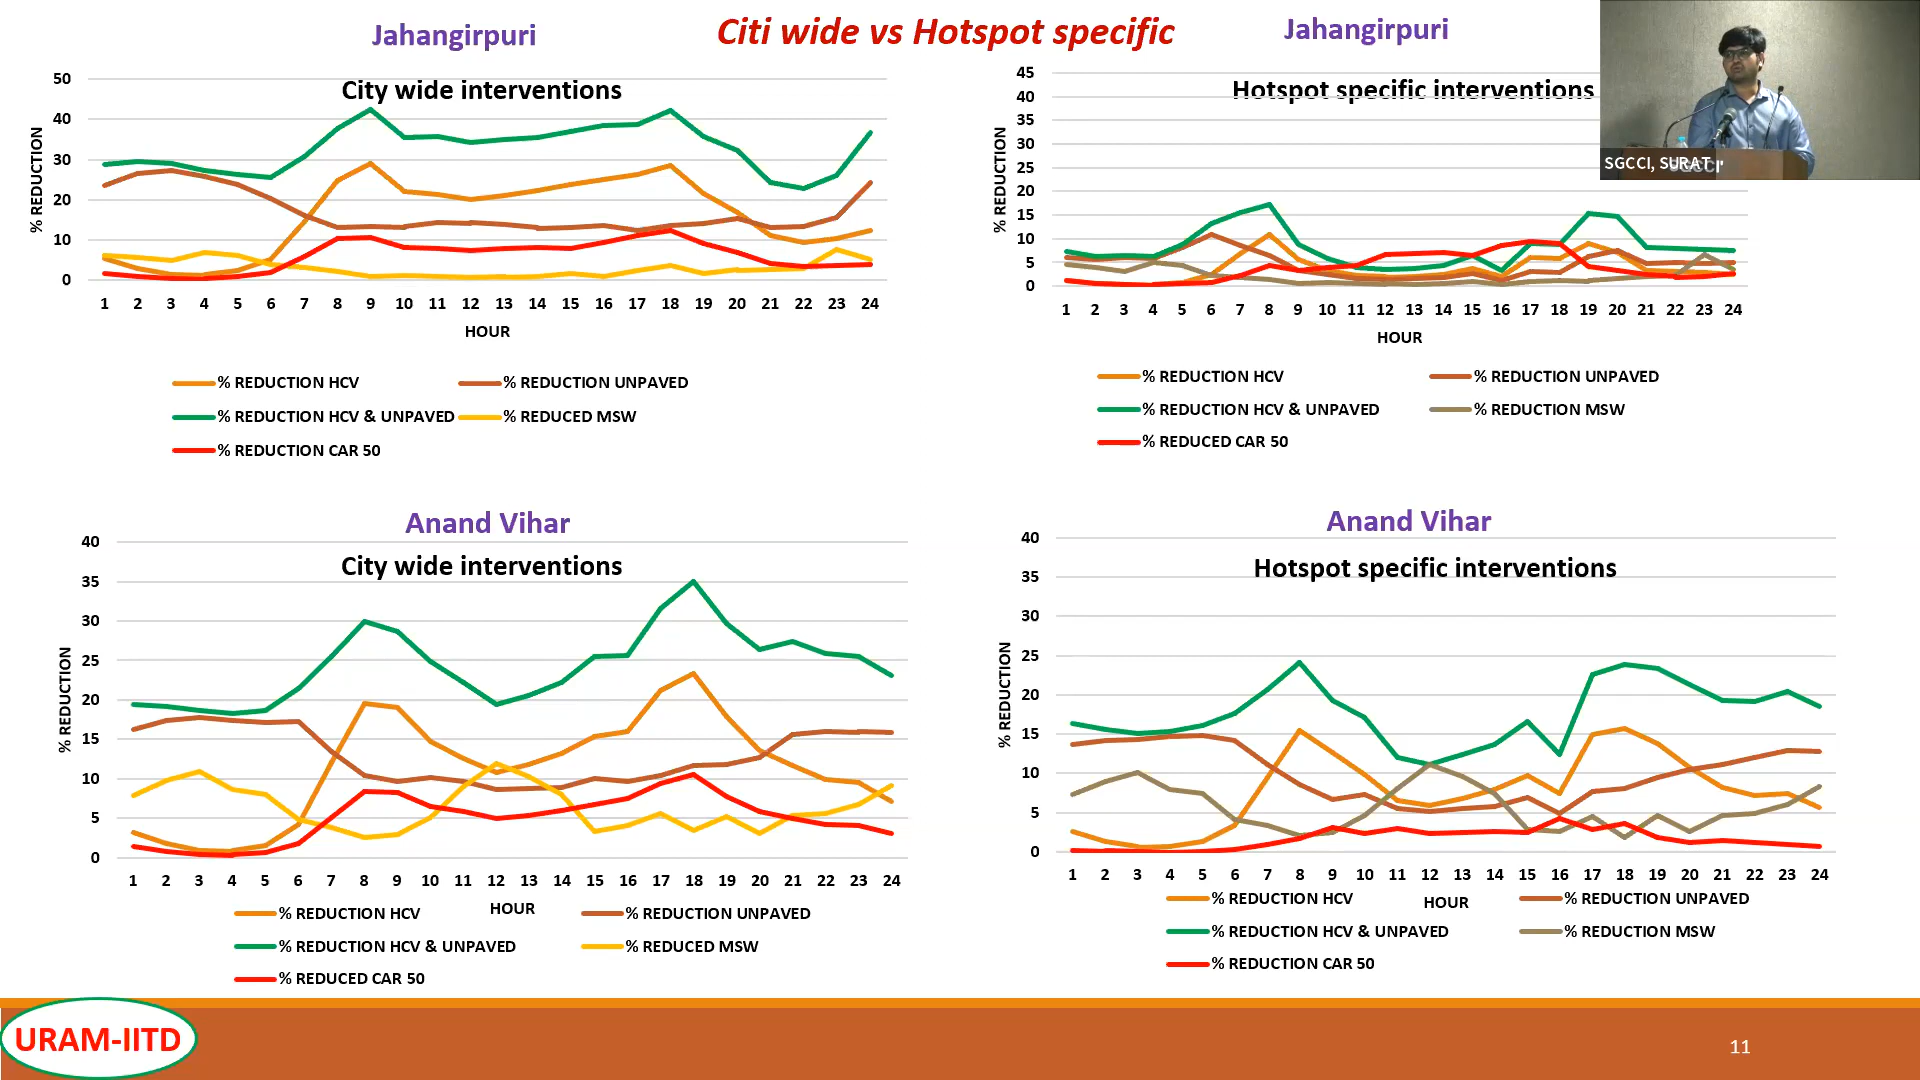 Citi wide vs Hotspot specific
Jahangirpuri
City wide interventions
% REDUCTION
50
40
30
20
10
0
1 2 3 4 5 6 7 8 9 10 11 12 13 14 15 16 17 18 19 20 21 22 23 24
HOUR
% REDUCTION HCV
% REDUCTION UNPAVED
% REDUCTION HCV & UNPAVED
% REDUCED MSW
% REDUCTION CAR 50
Jahangirpuri
Hotspot specific interventions
% REDUCTION
45
40
35
30
25
20
15
10
5
0
1 2 3 4 5 6 7 8 9 10 11 12 13 14 15 16 17 18 19 20 21 22 23 24
HOUR
% REDUCTION HCV
% REDUCTION UNPAVED
% REDUCTION HCV & UNPAVED
% REDUCTION MSW
% REDUCED CAR 50
SGCCI, SURAT
SGCCI
Anand Vihar
City wide interventions
% REDUCTION
40
35
30
25
20
15
10
5
0
1 2 3 4 5 6 7 8 9 10 11 12 13 14 15 16 17 18 19 20 21 22 23 24
HOUR
% REDUCTION HCV
% REDUCTION UNPAVED
% REDUCTION HCV & UNPAVED
% REDUCED MSW
% REDUCED CAR 50
Anand Vihar
Hotspot specific interventions
% REDUCTION
40
35
30
25
20
15
10
5
0
1 2 3 4 5 6 7 8 9 10 11 12 13 14 15 16 17 18 19 20 21 22 23 24
HOUR
% REDUCTION HCV
% REDUCTION UNPAVED
% REDUCTION HCV & UNPAVED
% REDUCTION MSW
% REDUCTION CAR 50
URAM-IITD
11